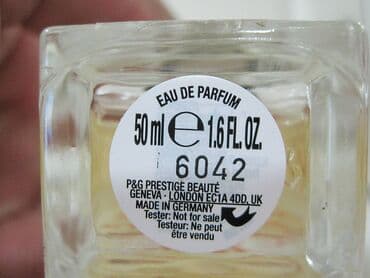 EAU DE PARFUM
50 ml ℮ 1.6 FL. OZ.
6042
P&G PRESTIGE BEAUTÉ
GENEVA - LONDON EC1A 4DD, UK
MADE IN GERMANY
Tester: Not for sale
Testeur: Ne peut
être vendu